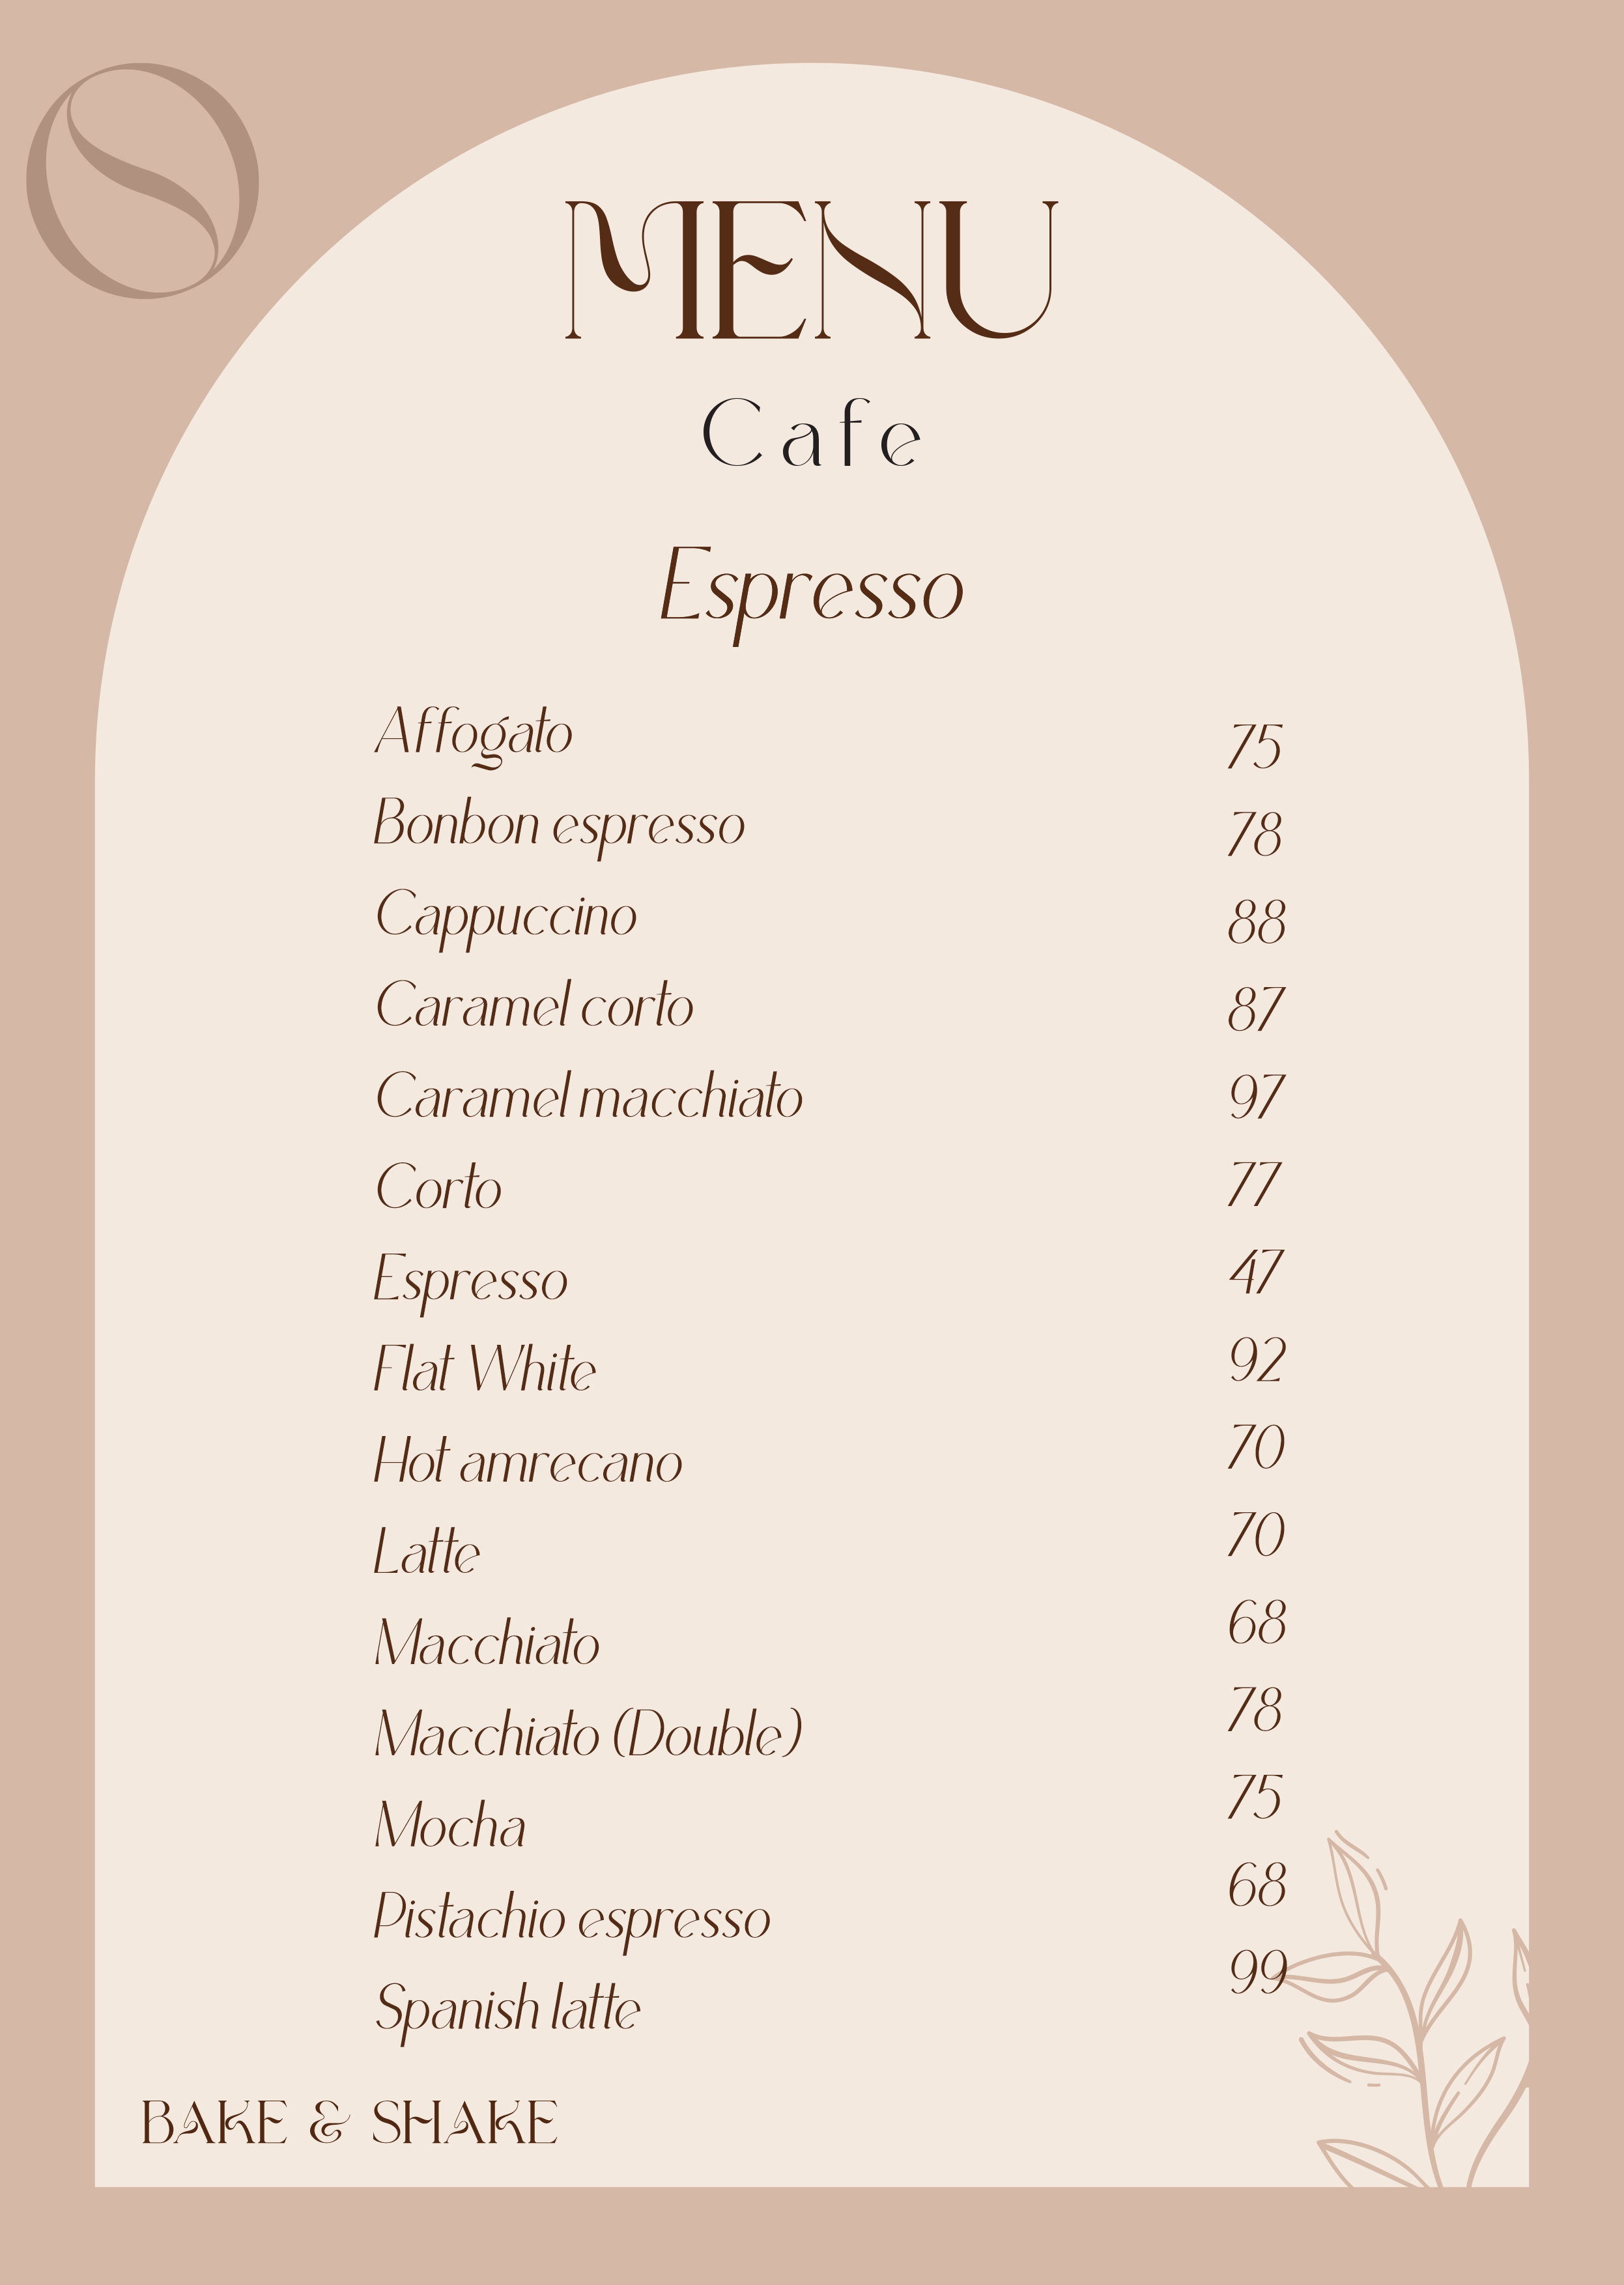 MENU
Cafe
Espresso
Affogato 75
Bonbon espresso 78
Cappuccino 88
Caramel corto 87
Caramel macchiato 97
Corto 77
Espresso 47
Flat White 92
Hot amrecano 70
Latte 70
Macchiato 68
Macchiato (Double) 78
Mocha 75
Pistachio espresso 68
Spanish latte 99
BAKE & SHAKE